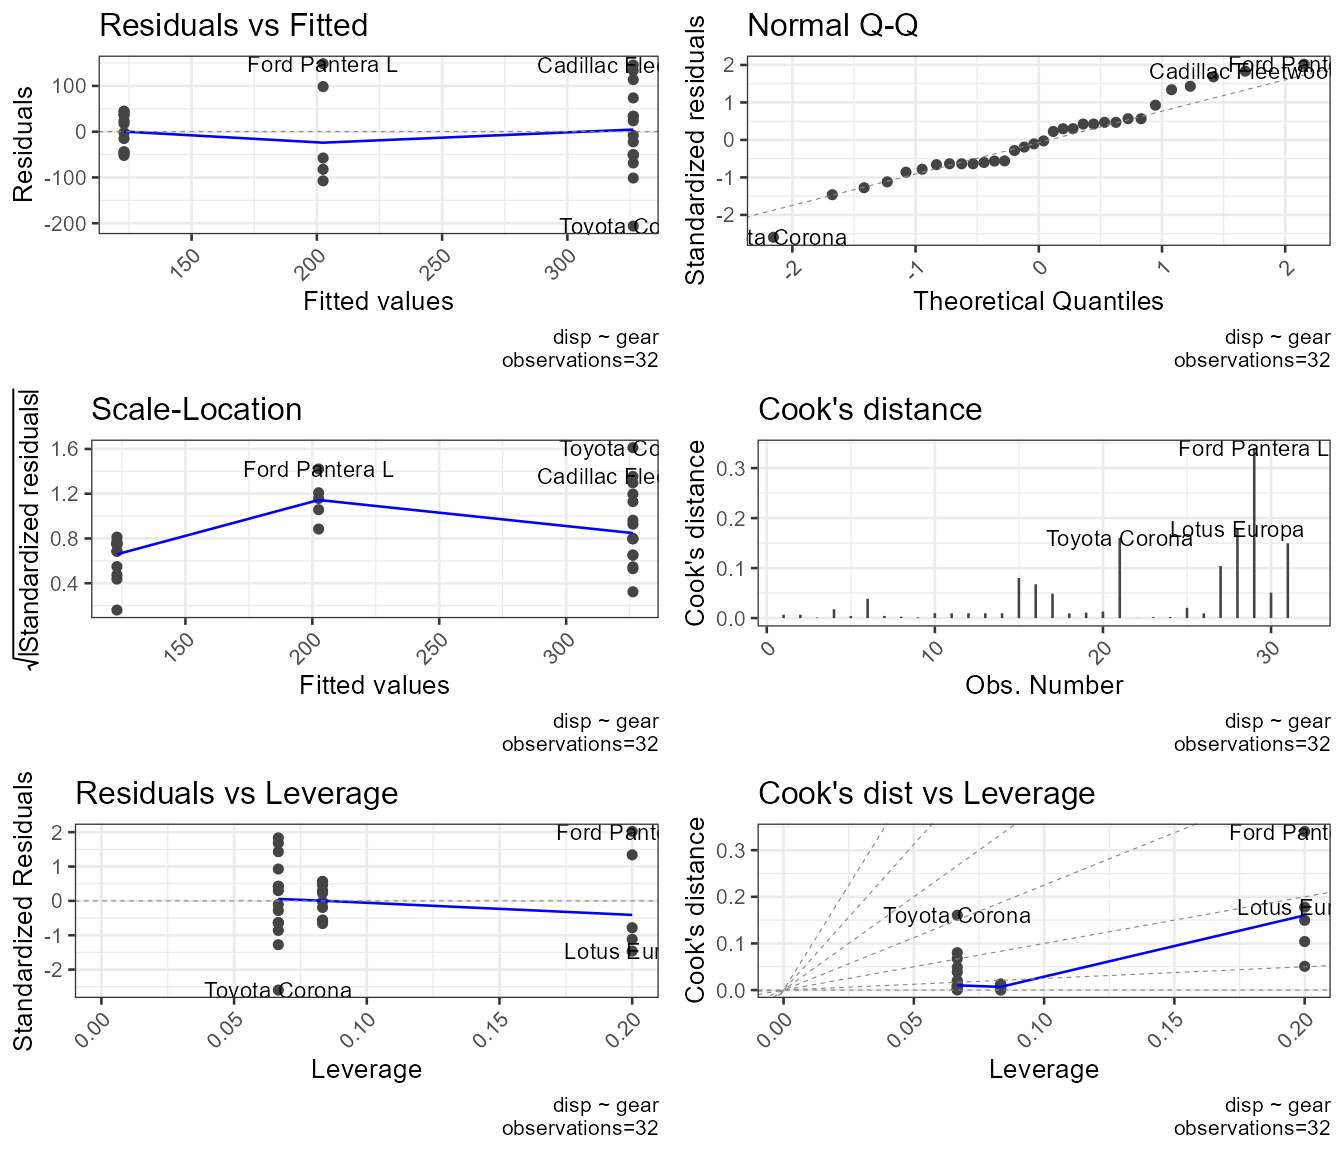 Residuals vs Fitted
Residuals
100
0
-100
-200
Ford Pantera L
Cadillac Flee
Toyota Co
150
200
250
300
Fitted values
disp ~ gear
observations=32
Normal Q-Q
Standardized residuals
2
1
0
-1
-2
Ford Pante
Cadillac Fleetwoo
ta Corona
-2
-1
0
1
2
Theoretical Quantiles
disp ~ gear
observations=32
Scale-Location
√|Standardized residuals|
1.6
1.2
0.8
0.4
Toyota Co
Ford Pantera L
Cadillac Flee
150
200
250
300
Fitted values
disp ~ gear
observations=32
Cook's distance
Cook's distance
0.3
0.2
0.1
0.0
Ford Pantera L
Lotus Europa
Toyota Corona
0
10
20
30
Obs. Number
disp ~ gear
observations=32
Residuals vs Leverage
Standardized Residuals
2
1
0
-1
-2
Ford Pante
Lotus Eur
Toyota Corona
0.00
0.05
0.10
0.15
0.20
Leverage
disp ~ gear
observations=32
Cook's dist vs Leverage
Cook's distance
0.3
0.2
0.1
0.0
Ford Pante
Lotus Eur
Toyota Corona
0.00
0.05
0.10
0.15
0.20
Leverage
disp ~ gear
observations=32